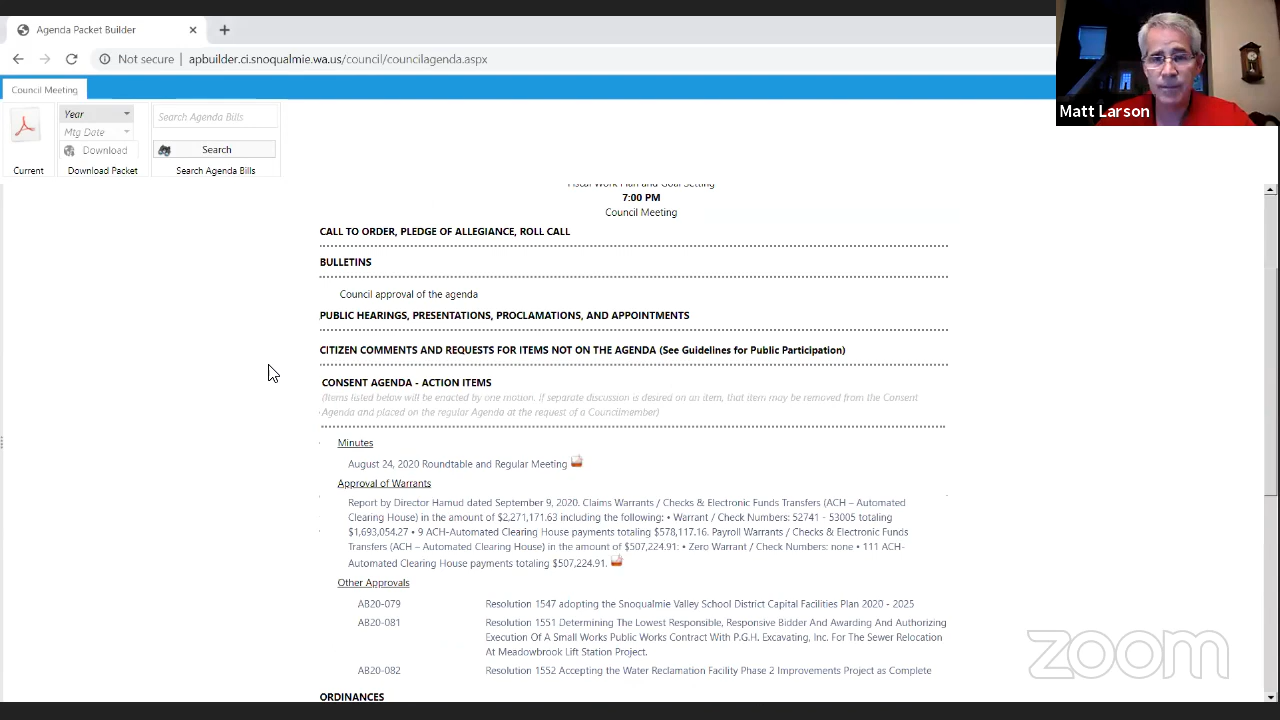 Agenda Packet Builder
Not secure | apbuilder.ci.snoqualmie.wa.us/council/councilagenda.aspx
Matt Larson
Council Meeting
Year
Mtg Date
Download
Search Agenda Bills
Search
Current
Download Packet
Search Agenda Bills
Fiscal Work Plan and Goal Setting
7:00 PM
Council Meeting
CALL TO ORDER, PLEDGE OF ALLEGIANCE, ROLL CALL
BULLETINS
Council approval of the agenda
PUBLIC HEARINGS, PRESENTATIONS, PROCLAMATIONS, AND APPOINTMENTS
CITIZEN COMMENTS AND REQUESTS FOR ITEMS NOT ON THE AGENDA (See Guidelines for Public Participation)
CONSENT AGENDA - ACTION ITEMS
(Items listed below will be enacted by one motion. If separate discussion is desired on an item, that item may be removed from the Consent
Agenda and placed on the regular Agenda at the request of a Councilmember)
Minutes
August 24, 2020 Roundtable and Regular Meeting
Approval of Warrants
Report by Director Hamud dated September 9, 2020. Claims Warrants / Checks & Electronic Funds Transfers (ACH – Automated
Clearing House) in the amount of $2,271,171.63 including the following: • Warrant / Check Numbers: 52741 - 53005 totaling
$1,693,054.27 • 9 ACH-Automated Clearing House payments totaling $578,117.16. Payroll Warrants / Checks & Electronic Funds
Transfers (ACH – Automated Clearing House) in the amount of $507,224.91: • Zero Warrant / Check Numbers: none • 111 ACH-
Automated Clearing House payments totaling $507,224.91.
Other Approvals
AB20-079 Resolution 1547 adopting the Snoqualmie Valley School District Capital Facilities Plan 2020 - 2025
AB20-081 Resolution 1551 Determining The Lowest Responsible, Responsive Bidder And Awarding And Authorizing
Execution Of A Small Works Public Works Contract With P.G.H. Excavating, Inc. For The Sewer Relocation
At Meadowbrook Lift Station Project.
AB20-082 Resolution 1552 Accepting the Water Reclamation Facility Phase 2 Improvements Project as Complete
ORDINANCES
zoom